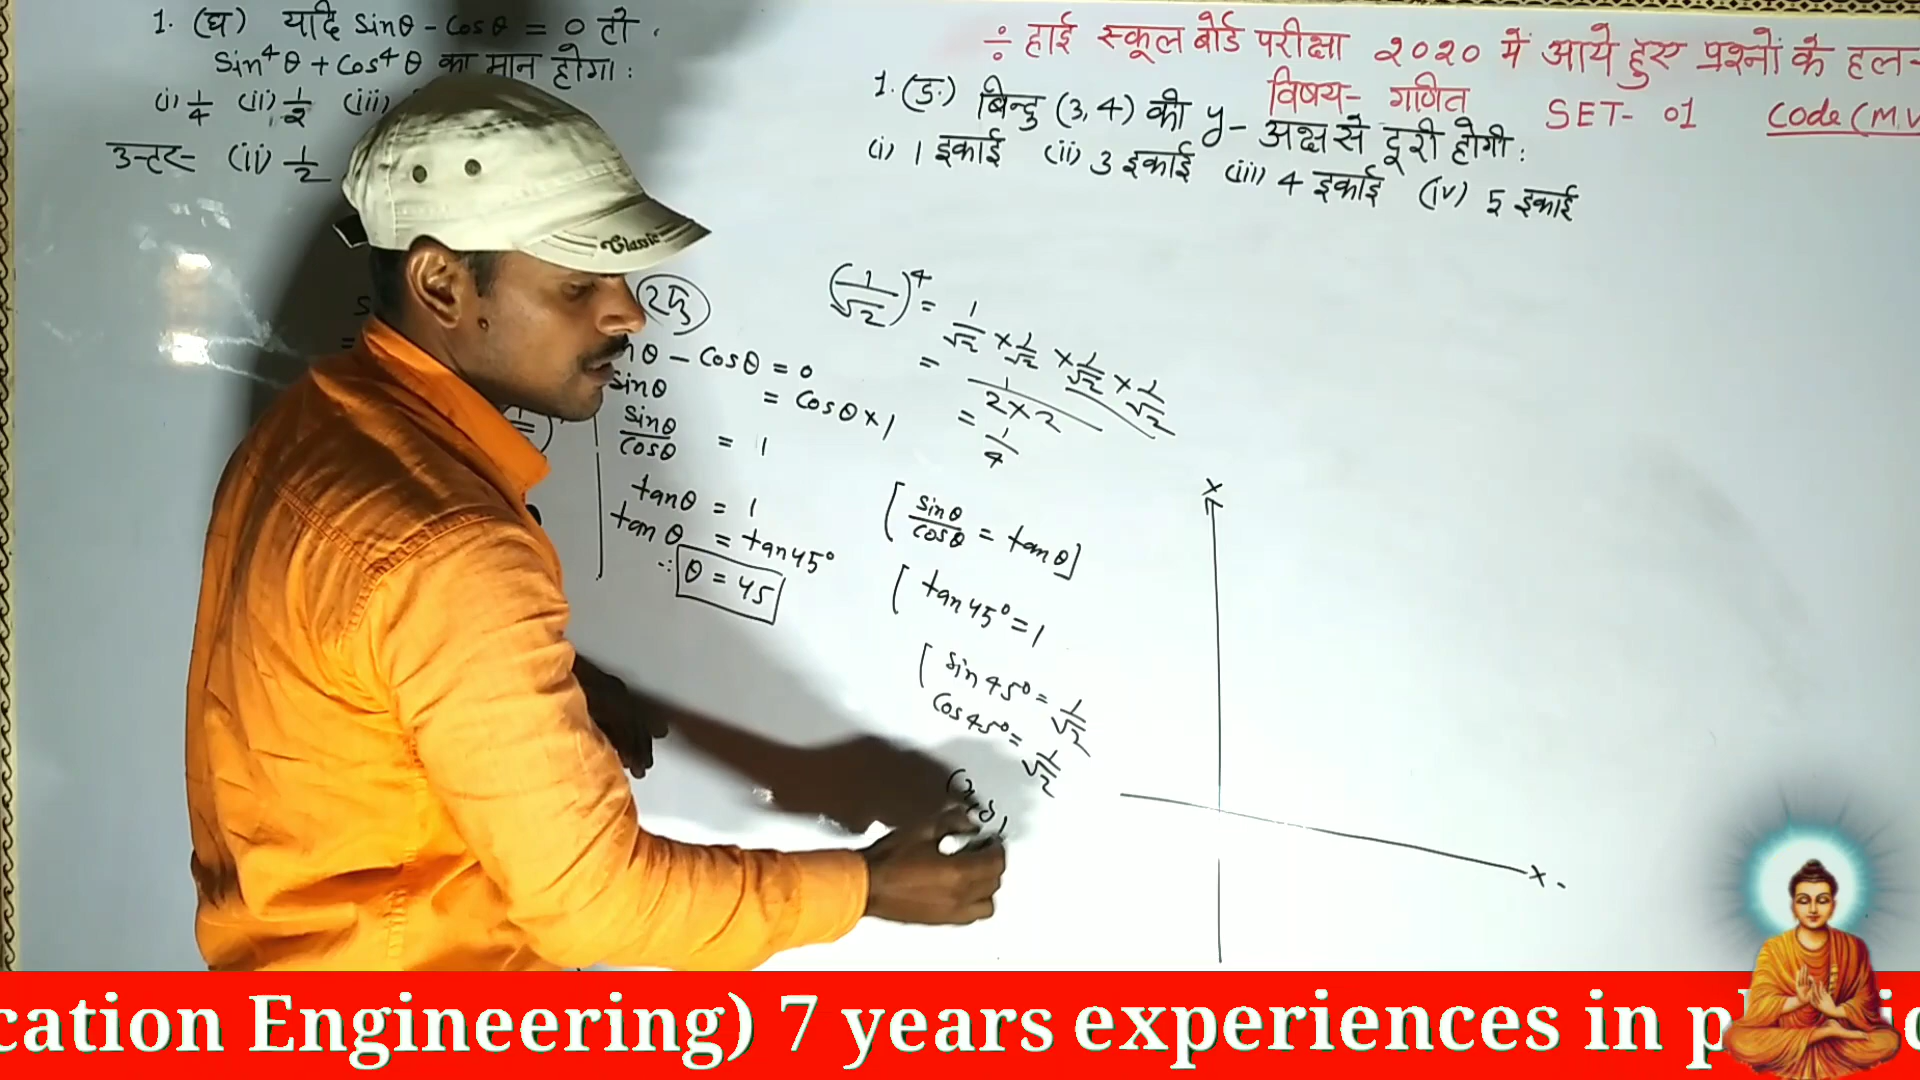 1. (घ) यदि sinθ - cosθ = 0 तो
sin⁴θ + cos⁴θ का मान होगा:
(i) 1/4 (ii) 1/2 (iii)
उत्तर- (ii) 1/2
÷ हाई स्कूल बोर्ड परीक्षा २०२० में आये हुए प्रश्नों के हल-
विषय- गणित SET- 01 Code (M.V
1. (ङ) बिन्दु (3, 4) की y- अक्ष से दूरी होगी:
(i) 1 इकाई (ii) 3 इकाई (iii) 4 इकाई (iv) 5 इकाई
nθ - cosθ = 0
sinθ = cosθ×1
sinθ/cosθ = 1
tanθ = 1
tanθ = tan45°
∴ θ = 45
(1/√2)⁴ = 1/√2 × 1/√2 × 1/√2 × 1/√2
= 1/2×2
= 1/4
[sinθ/cosθ = tanθ]
[tan45° = 1
[sin45° = 1/√2
cos45° = 1/√2
x
x
cation Engineering) 7 years experiences in p
Classic